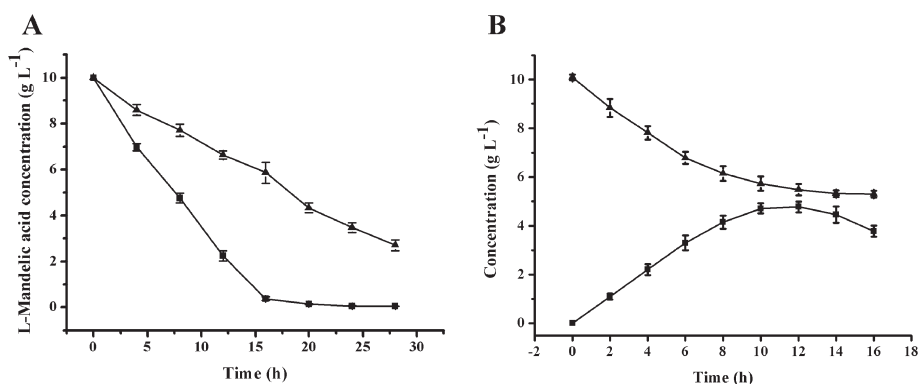 A
L-Mandelic acid concentration (g L-1)
10
8
6
4
2
0
0 5 10 15 20 25 30
Time (h)
B
Concentration (g L-1)
10
8
6
4
2
0
-2 0 2 4 6 8 10 12 14 16 18
Time (h)